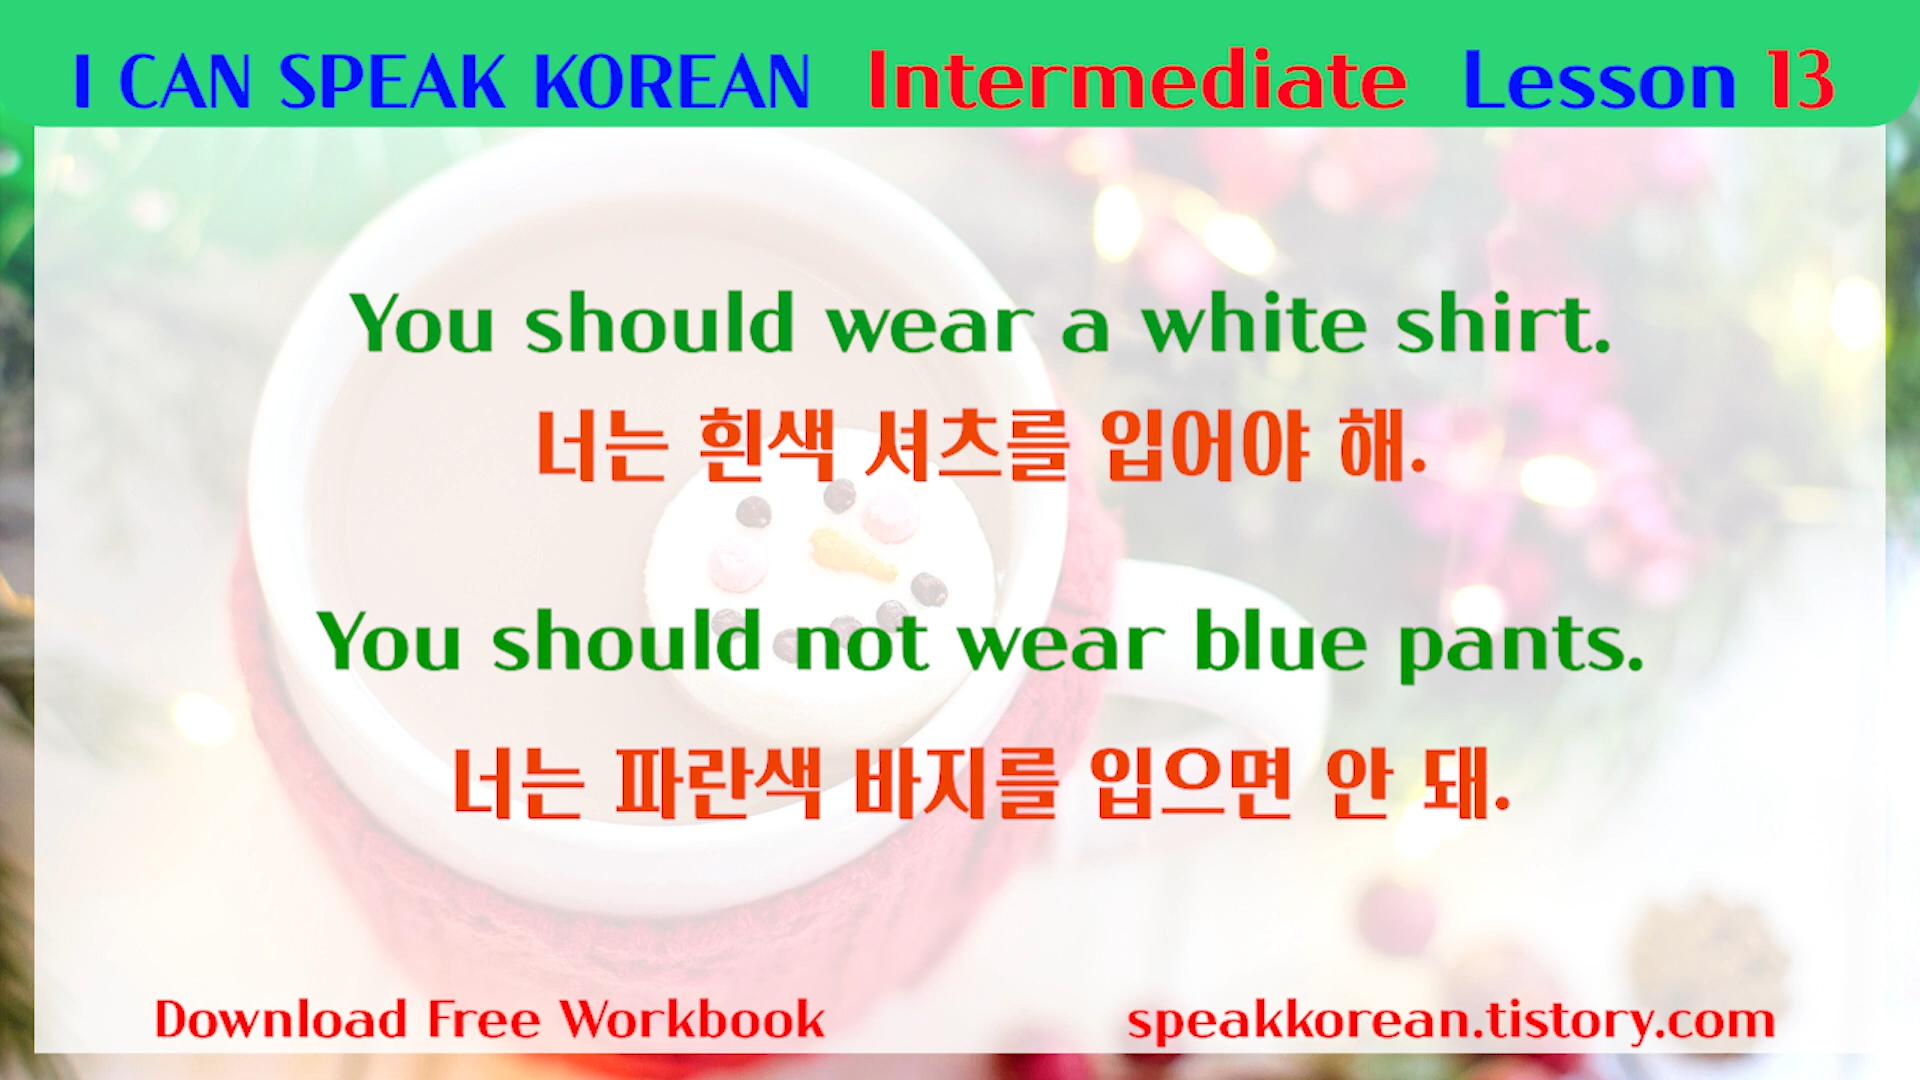 I CAN SPEAK KOREAN Intermediate Lesson 13
You should wear a white shirt.
너는 흰색 셔츠를 입어야 해.
You should not wear blue pants.
너는 파란색 바지를 입으면 안 돼.
Download Free Workbook speakkorean.tistory.com